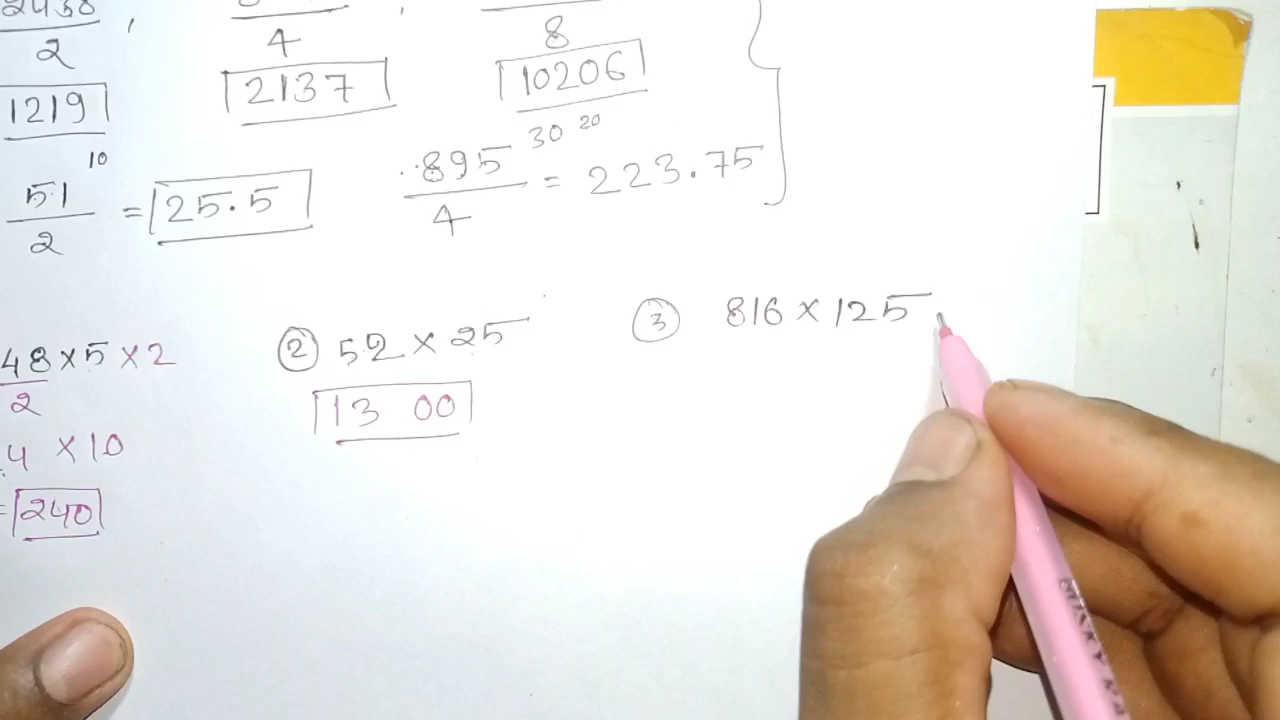 2438 / 2 ,
4
8
1219
2137
10206
51 10 / 2 = 25.5
895 30 20 / 4 = 223.75
48 × 5 × 2
2
② 52 × 25
③ 816 × 125
13 00
4 × 10
= 240